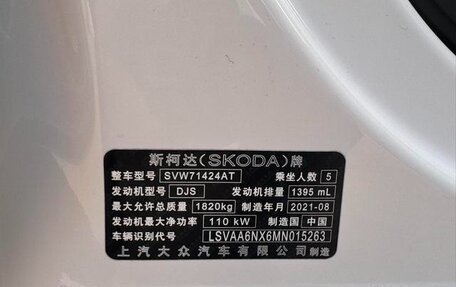 斯柯达(SKODA)牌
整车型号 SVW71424AT 乘坐人数 5
发动机型号 DJS 发动机排量 1395 mL
最大允许总质量 1820kg 制造年月 2021-08
发动机最大净功率 110 kW 制造国 中国
车辆识别代号 LSVAA6NX6MN015263
上汽大众汽车有限公司制造